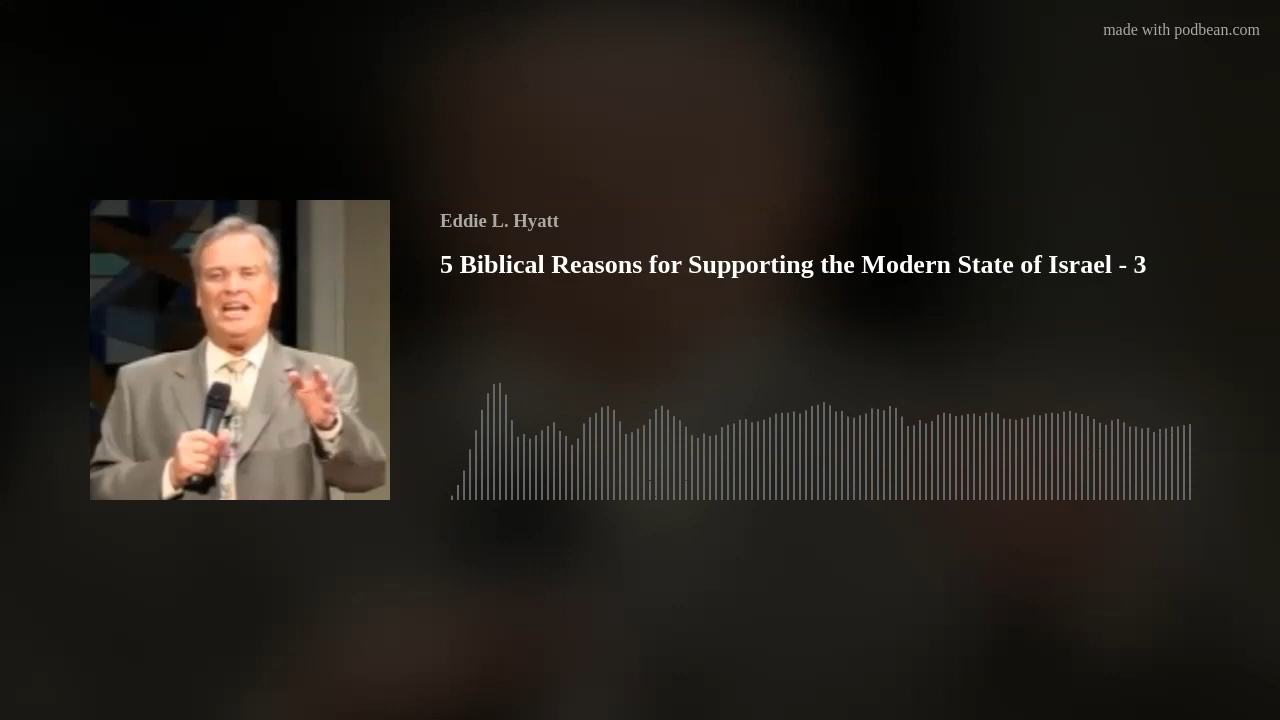 made with podbean.com
Eddie L. Hyatt
5 Biblical Reasons for Supporting the Modern State of Israel - 3